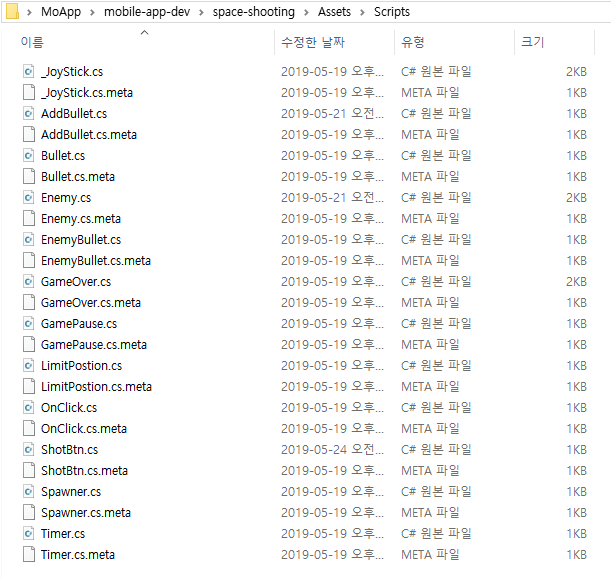 MoApp > mobile-app-dev > space-shooting > Assets > Scripts
이름 수정한 날짜 유형 크기
_JoyStick.cs 2019-05-19 오후... C# 원본 파일 2KB
_JoyStick.cs.meta 2019-05-19 오후... META 파일 1KB
AddBullet.cs 2019-05-21 오전... C# 원본 파일 1KB
AddBullet.cs.meta 2019-05-19 오후... META 파일 1KB
Bullet.cs 2019-05-19 오후... C# 원본 파일 1KB
Bullet.cs.meta 2019-05-19 오후... META 파일 1KB
Enemy.cs 2019-05-21 오전... C# 원본 파일 2KB
Enemy.cs.meta 2019-05-19 오후... META 파일 1KB
EnemyBullet.cs 2019-05-19 오후... C# 원본 파일 1KB
EnemyBullet.cs.meta 2019-05-19 오후... META 파일 1KB
GameOver.cs 2019-05-19 오후... C# 원본 파일 2KB
GameOver.cs.meta 2019-05-19 오후... META 파일 1KB
GamePause.cs 2019-05-19 오후... C# 원본 파일 1KB
GamePause.cs.meta 2019-05-19 오후... META 파일 1KB
LimitPostion.cs 2019-05-19 오후... C# 원본 파일 1KB
LimitPostion.cs.meta 2019-05-19 오후... META 파일 1KB
OnClick.cs 2019-05-19 오후... C# 원본 파일 1KB
OnClick.cs.meta 2019-05-19 오후... META 파일 1KB
ShotBtn.cs 2019-05-24 오전... C# 원본 파일 1KB
ShotBtn.cs.meta 2019-05-19 오후... META 파일 1KB
Spawner.cs 2019-05-19 오후... C# 원본 파일 1KB
Spawner.cs.meta 2019-05-19 오후... META 파일 1KB
Timer.cs 2019-05-19 오후... C# 원본 파일 1KB
Timer.cs.meta 2019-05-19 오후... META 파일 1KB